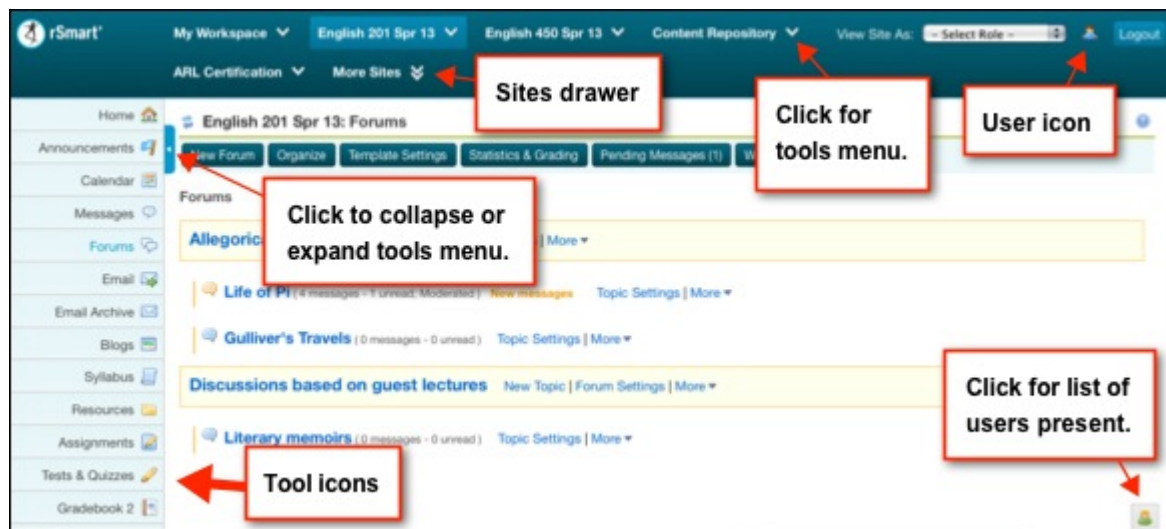 rSmart
My Workspace English 201 Spr 13 English 450 Spr 13 Content Repository View Site As: - Select Role - Logout
ARL Certification More Sites
Sites drawer
Click for
tools menu.
User icon
Home
Announcements
Calendar
Messages
Forums
Email
Email Archive
Blogs
Syllabus
Resources
Assignments
Tests & Quizzes
Gradebook 2
English 201 Spr 13: Forums
New Forum Organize Template Settings Statistics & Grading Pending Messages (1) W
Forums
Click to collapse or
expand tools menu.
Allegoric | More
Life of Pi ( 4 messages - 1 unread; Moderated ) New messages Topic Settings | More
Gulliver's Travels ( 0 messages - 0 unread ) Topic Settings | More
Discussions based on guest lectures New Topic | Forum Settings | More
Literary memoirs ( 0 messages - 0 unread ) Topic Settings | More
Click for list of
users present.
Tool icons